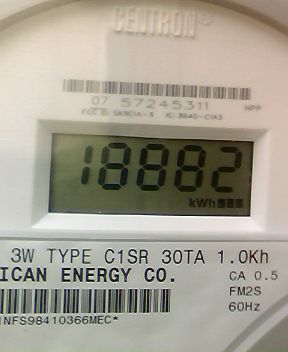 CENTRON
07 57245311
18882
kWh
3W TYPE C1SR 30TA 1.0Kh
ICAN ENERGY CO.
CA 0.5
FM2S
60Hz
NFS98410366MEC*